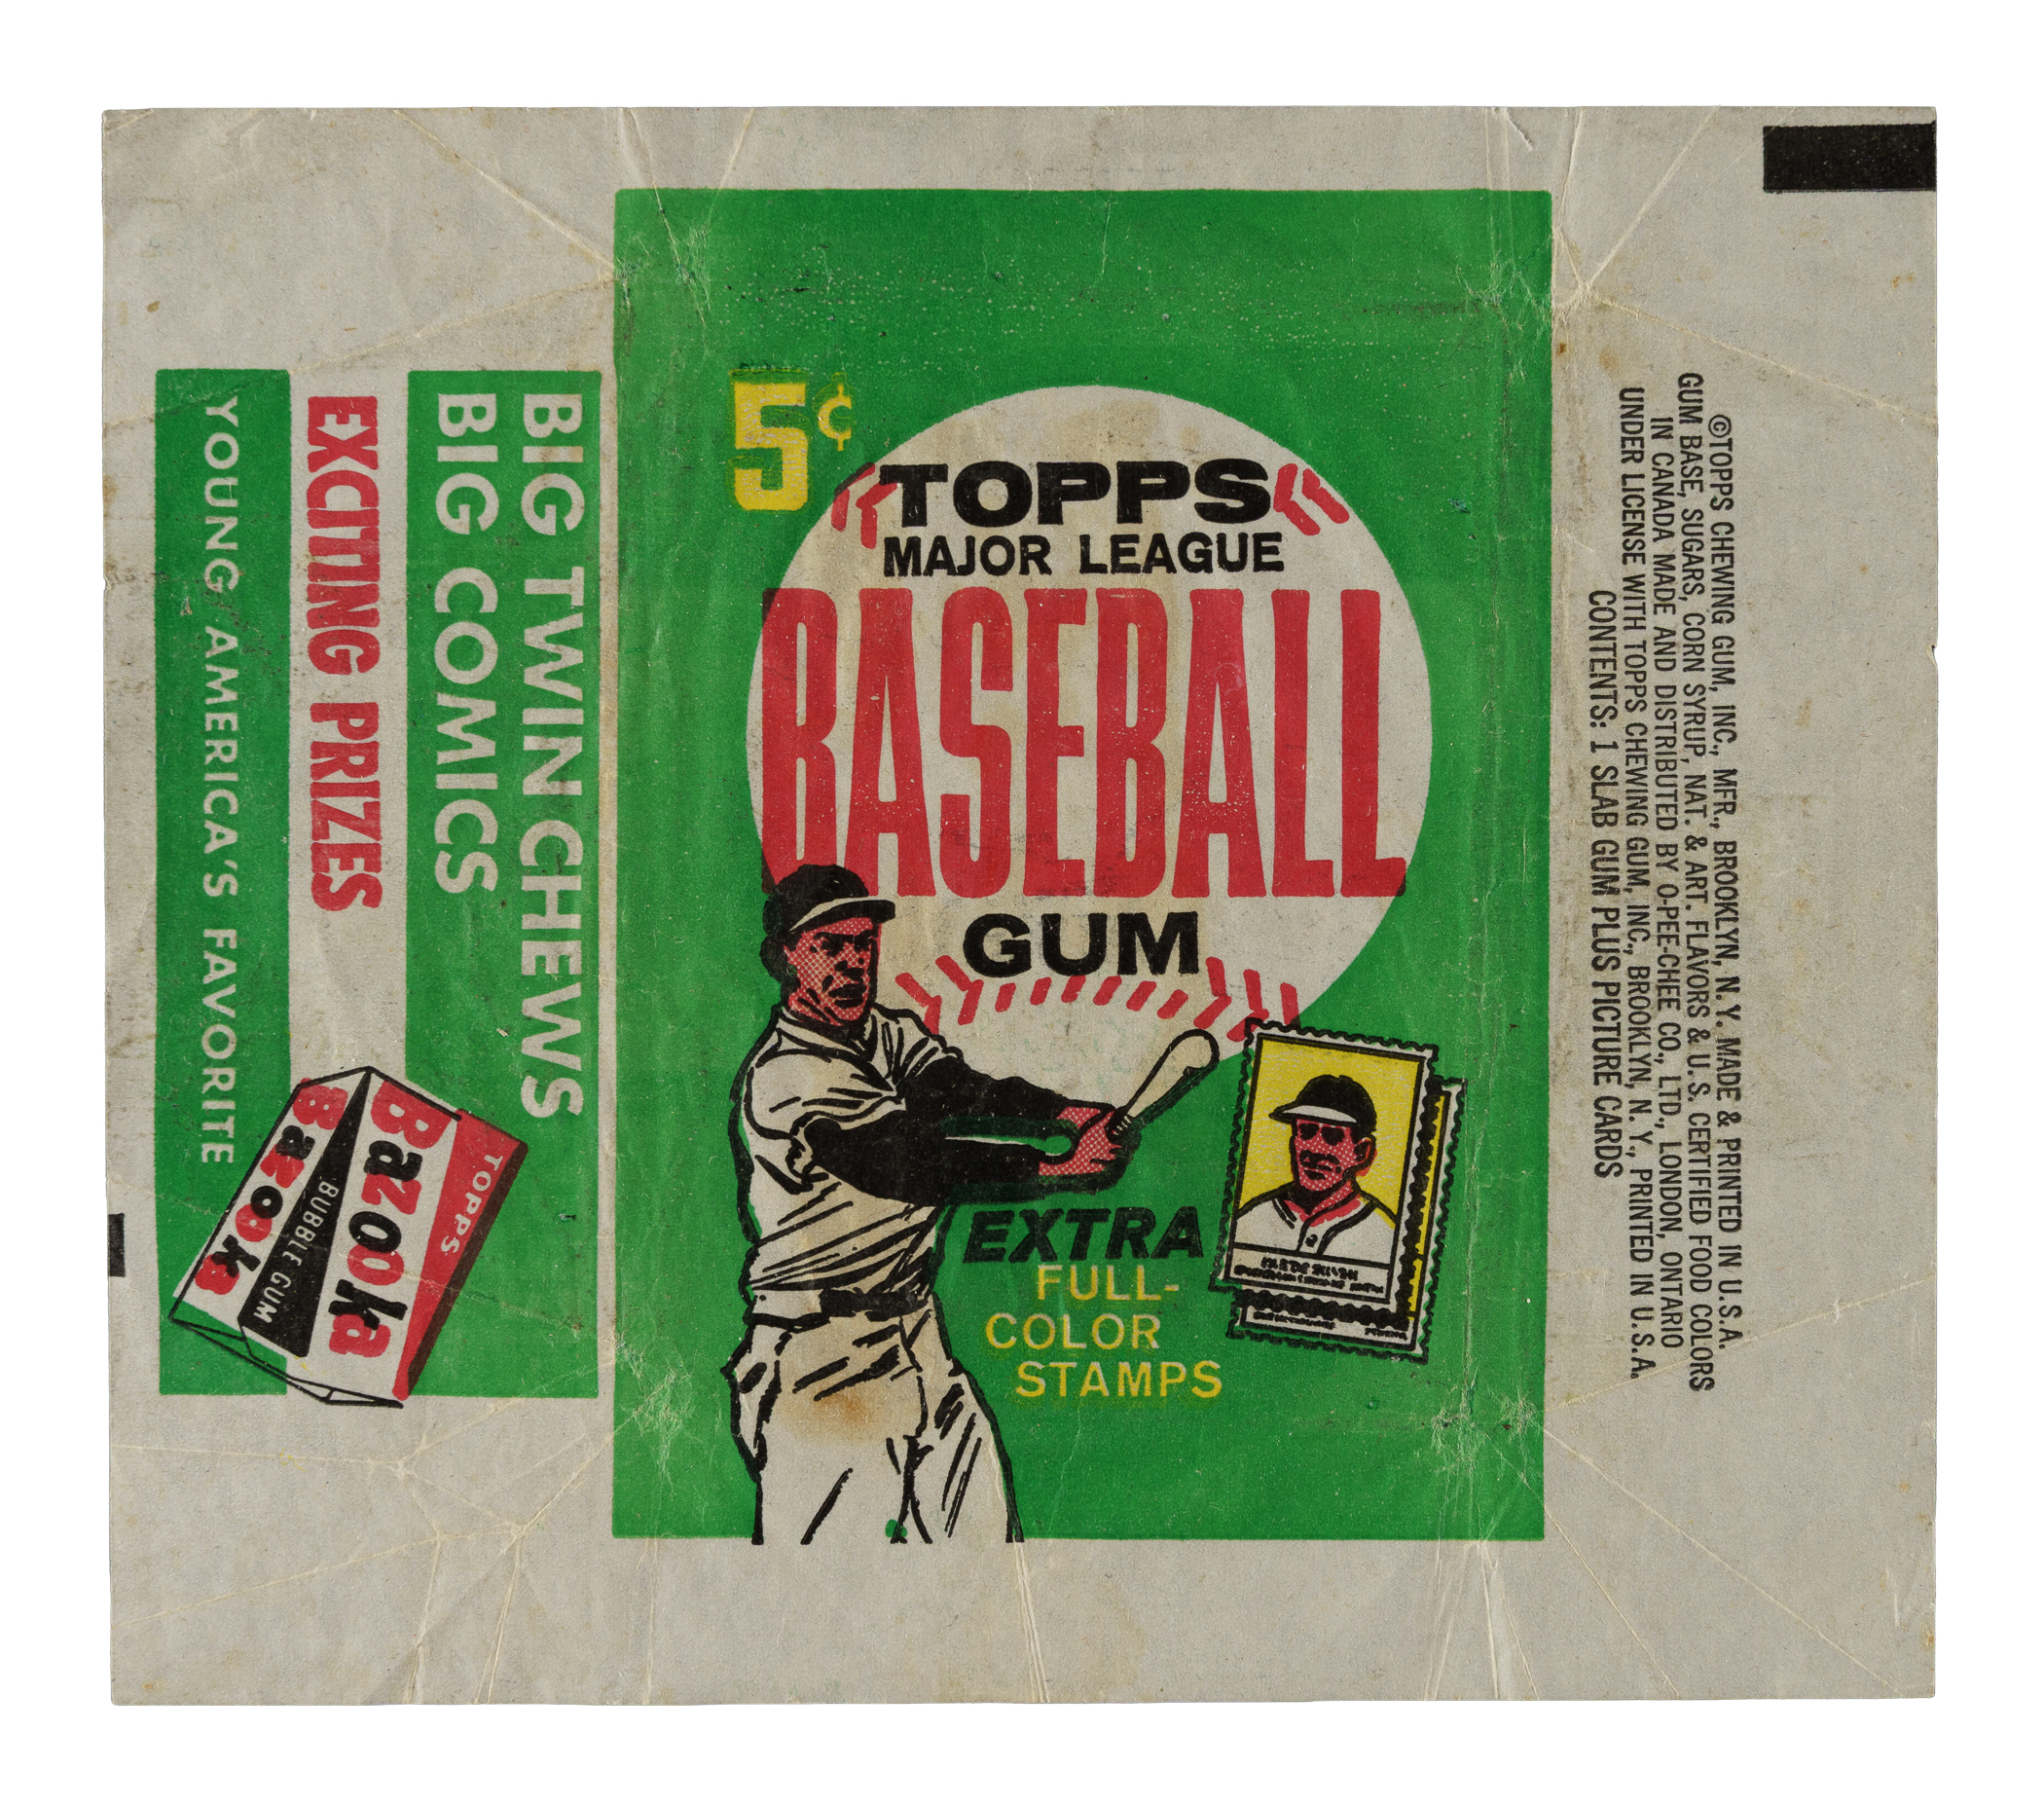 5¢
TOPPS
MAJOR LEAGUE
BASEBALL
GUM
EXTRA
FULL-
COLOR
STAMPS
BIG TWIN CHEWS
BIG COMICS
EXCITING PRIZES
YOUNG AMERICA'S FAVORITE
TOPPS
Bazooka
BUBBLE GUM
Bazooka
©TOPPS CHEWING GUM, INC., MFR., BROOKLYN, N.Y. MADE & PRINTED IN U.S.A.
GUM BASE, SUGARS, CORN SYRUP, NAT. & ART. FLAVORS & U.S. CERTIFIED FOOD COLORS
IN CANADA MADE AND DISTRIBUTED BY O-PEE-CHEE CO., LTD., LONDON, ONTARIO
UNDER LICENSE WITH TOPPS CHEWING GUM, INC., BROOKLYN, N.Y., PRINTED IN U.S.A.
CONTENTS: 1 SLAB GUM PLUS PICTURE CARDS